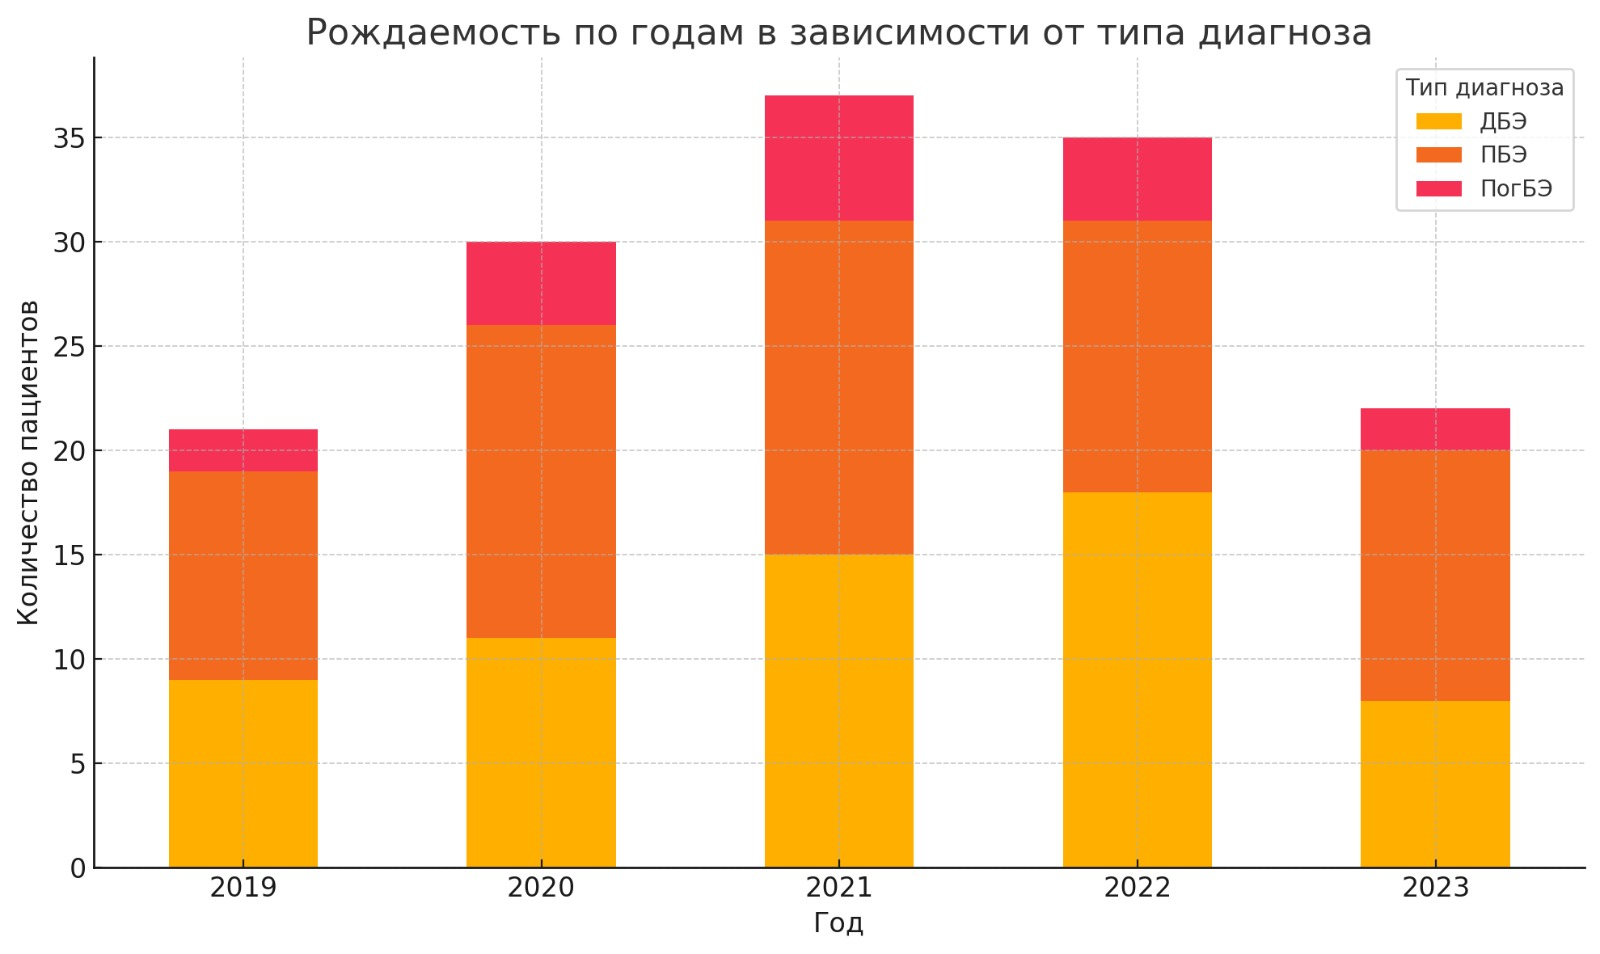 Рождаемость по годам в зависимости от типа диагноза
Тип диагноза
ДБЭ
ПБЭ
ПогБЭ
Количество пациентов
35
30
25
20
15
10
5
0
2019 2020 2021 2022 2023
Год